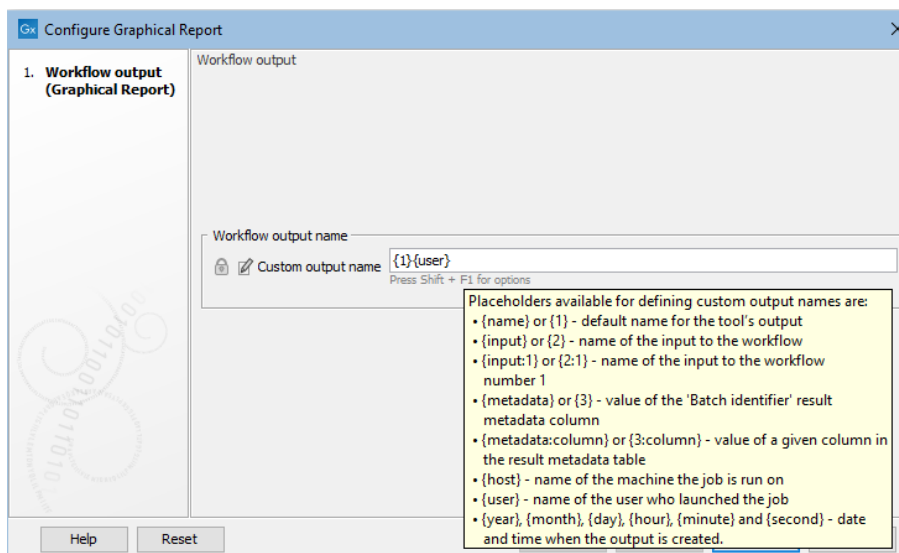 Gx Configure Graphical Report
1. Workflow output
(Graphical Report)
Workflow output
Workflow output name
Custom output name {1}{user}
Press Shift + F1 for options
Placeholders available for defining custom output names are:
• {name} or {1} - default name for the tool's output
• {input} or {2} - name of the input to the workflow
• {input:1} or {2:1} - name of the input to the workflow
number 1
• {metadata} or {3} - value of the 'Batch identifier' result
metadata column
• {metadata:column} or {3:column} - value of a given column in
the result metadata table
• {host} - name of the machine the job is run on
• {user} - name of the user who launched the job
• {year}, {month}, {day}, {hour}, {minute} and {second} - date
and time when the output is created.
Help Reset